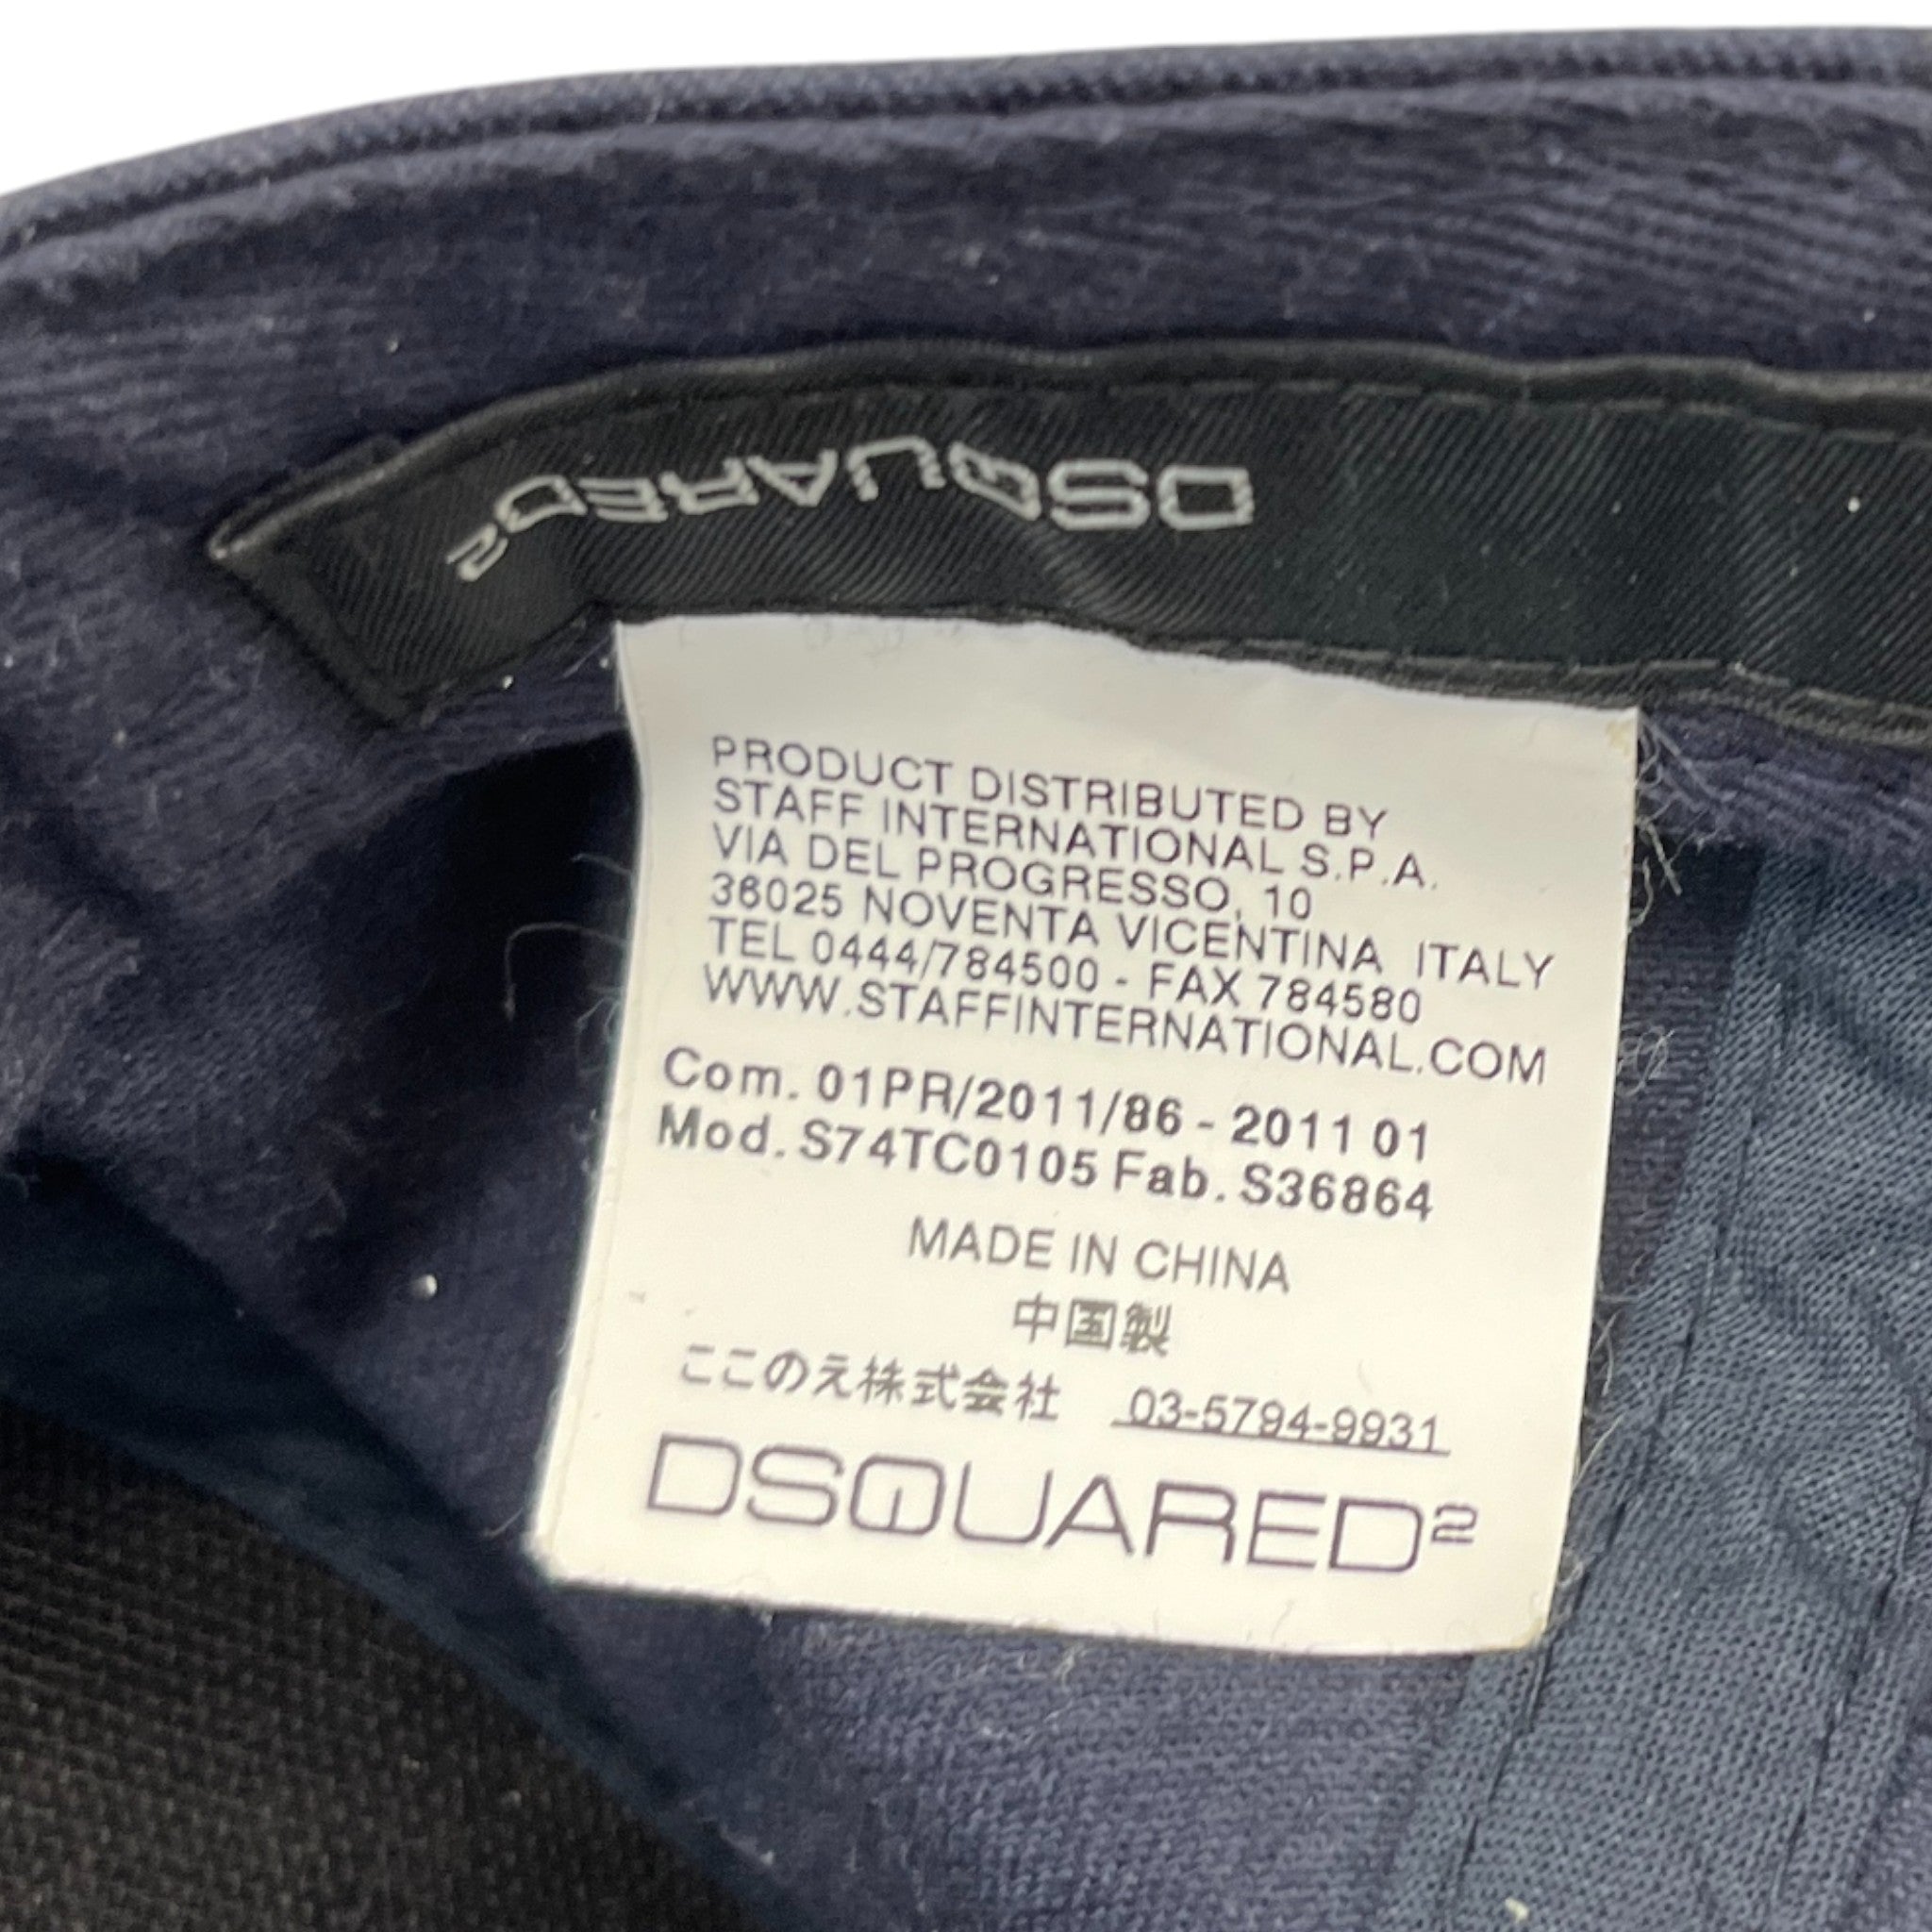 DSQUARED²
PRODUCT DISTRIBUTED BY
STAFF INTERNATIONAL S.P.A.
VIA DEL PROGRESSO, 10
36025 NOVENTA VICENTINA ITALY
TEL 0444/784500 - FAX 784580
WWW.STAFFINTERNATIONAL.COM
Com. 01PR/2011/86 - 2011 01
Mod. S74TC0105 Fab. S36864
MADE IN CHINA
中国製
ここのえ株式会社 03-5794-9931
DSQUARED²